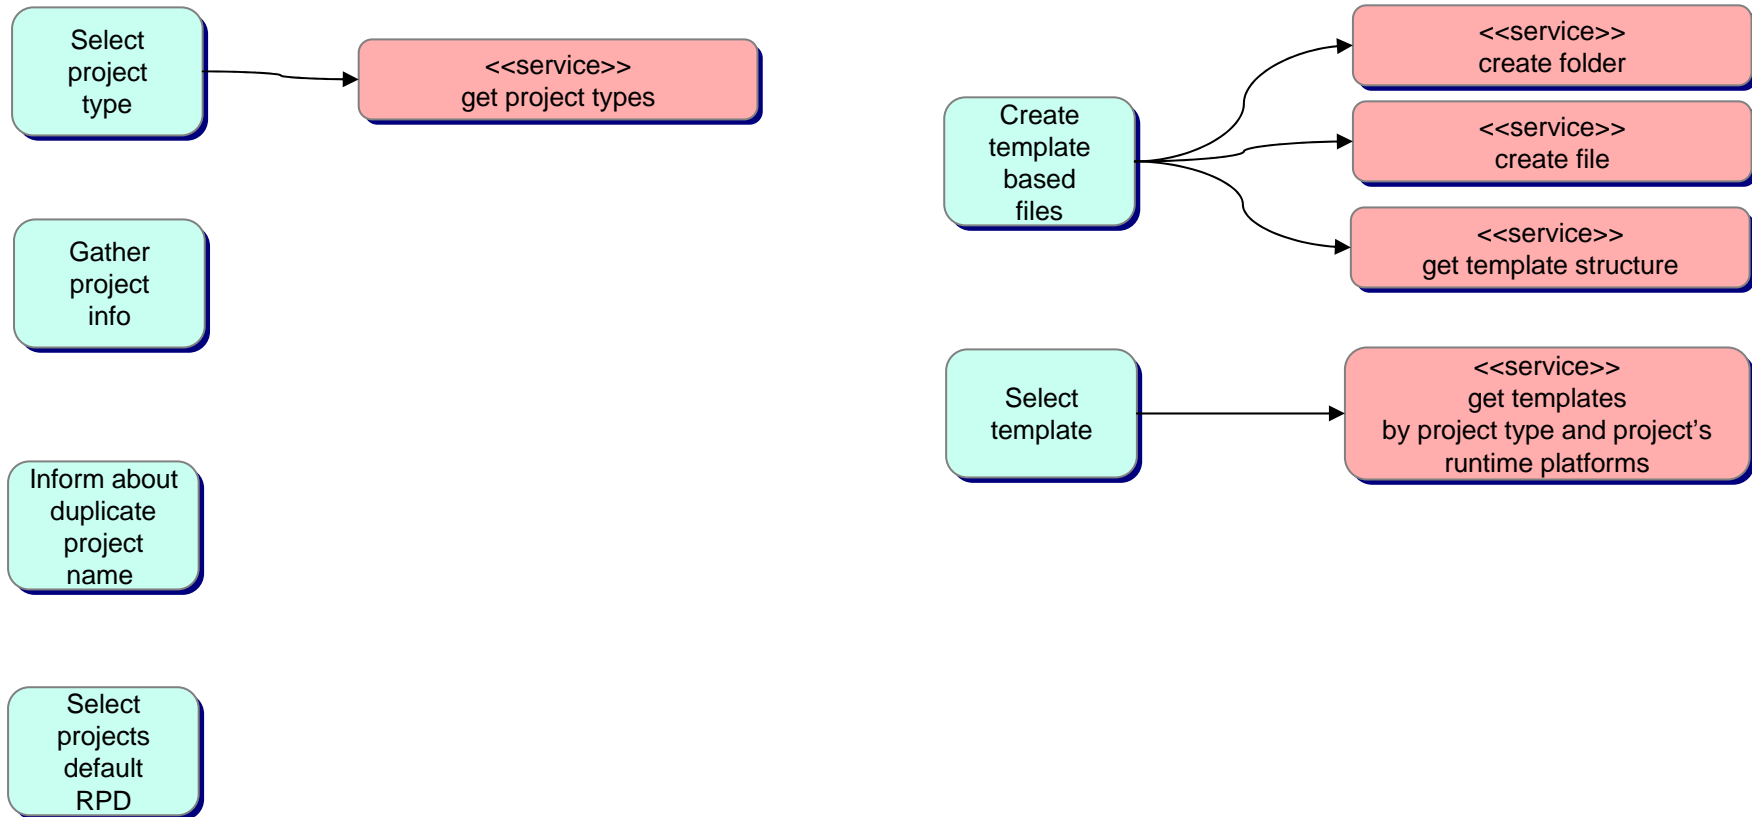 Select
project
type
<<service>>
get project types
Gather
project
info
Inform about
duplicate
project
name
Select
projects
default
RPD
Create
template
based
files
<<service>>
create folder
<<service>>
create file
<<service>>
get template structure
Select
template
<<service>>
get templates
by project type and project’s
runtime platforms